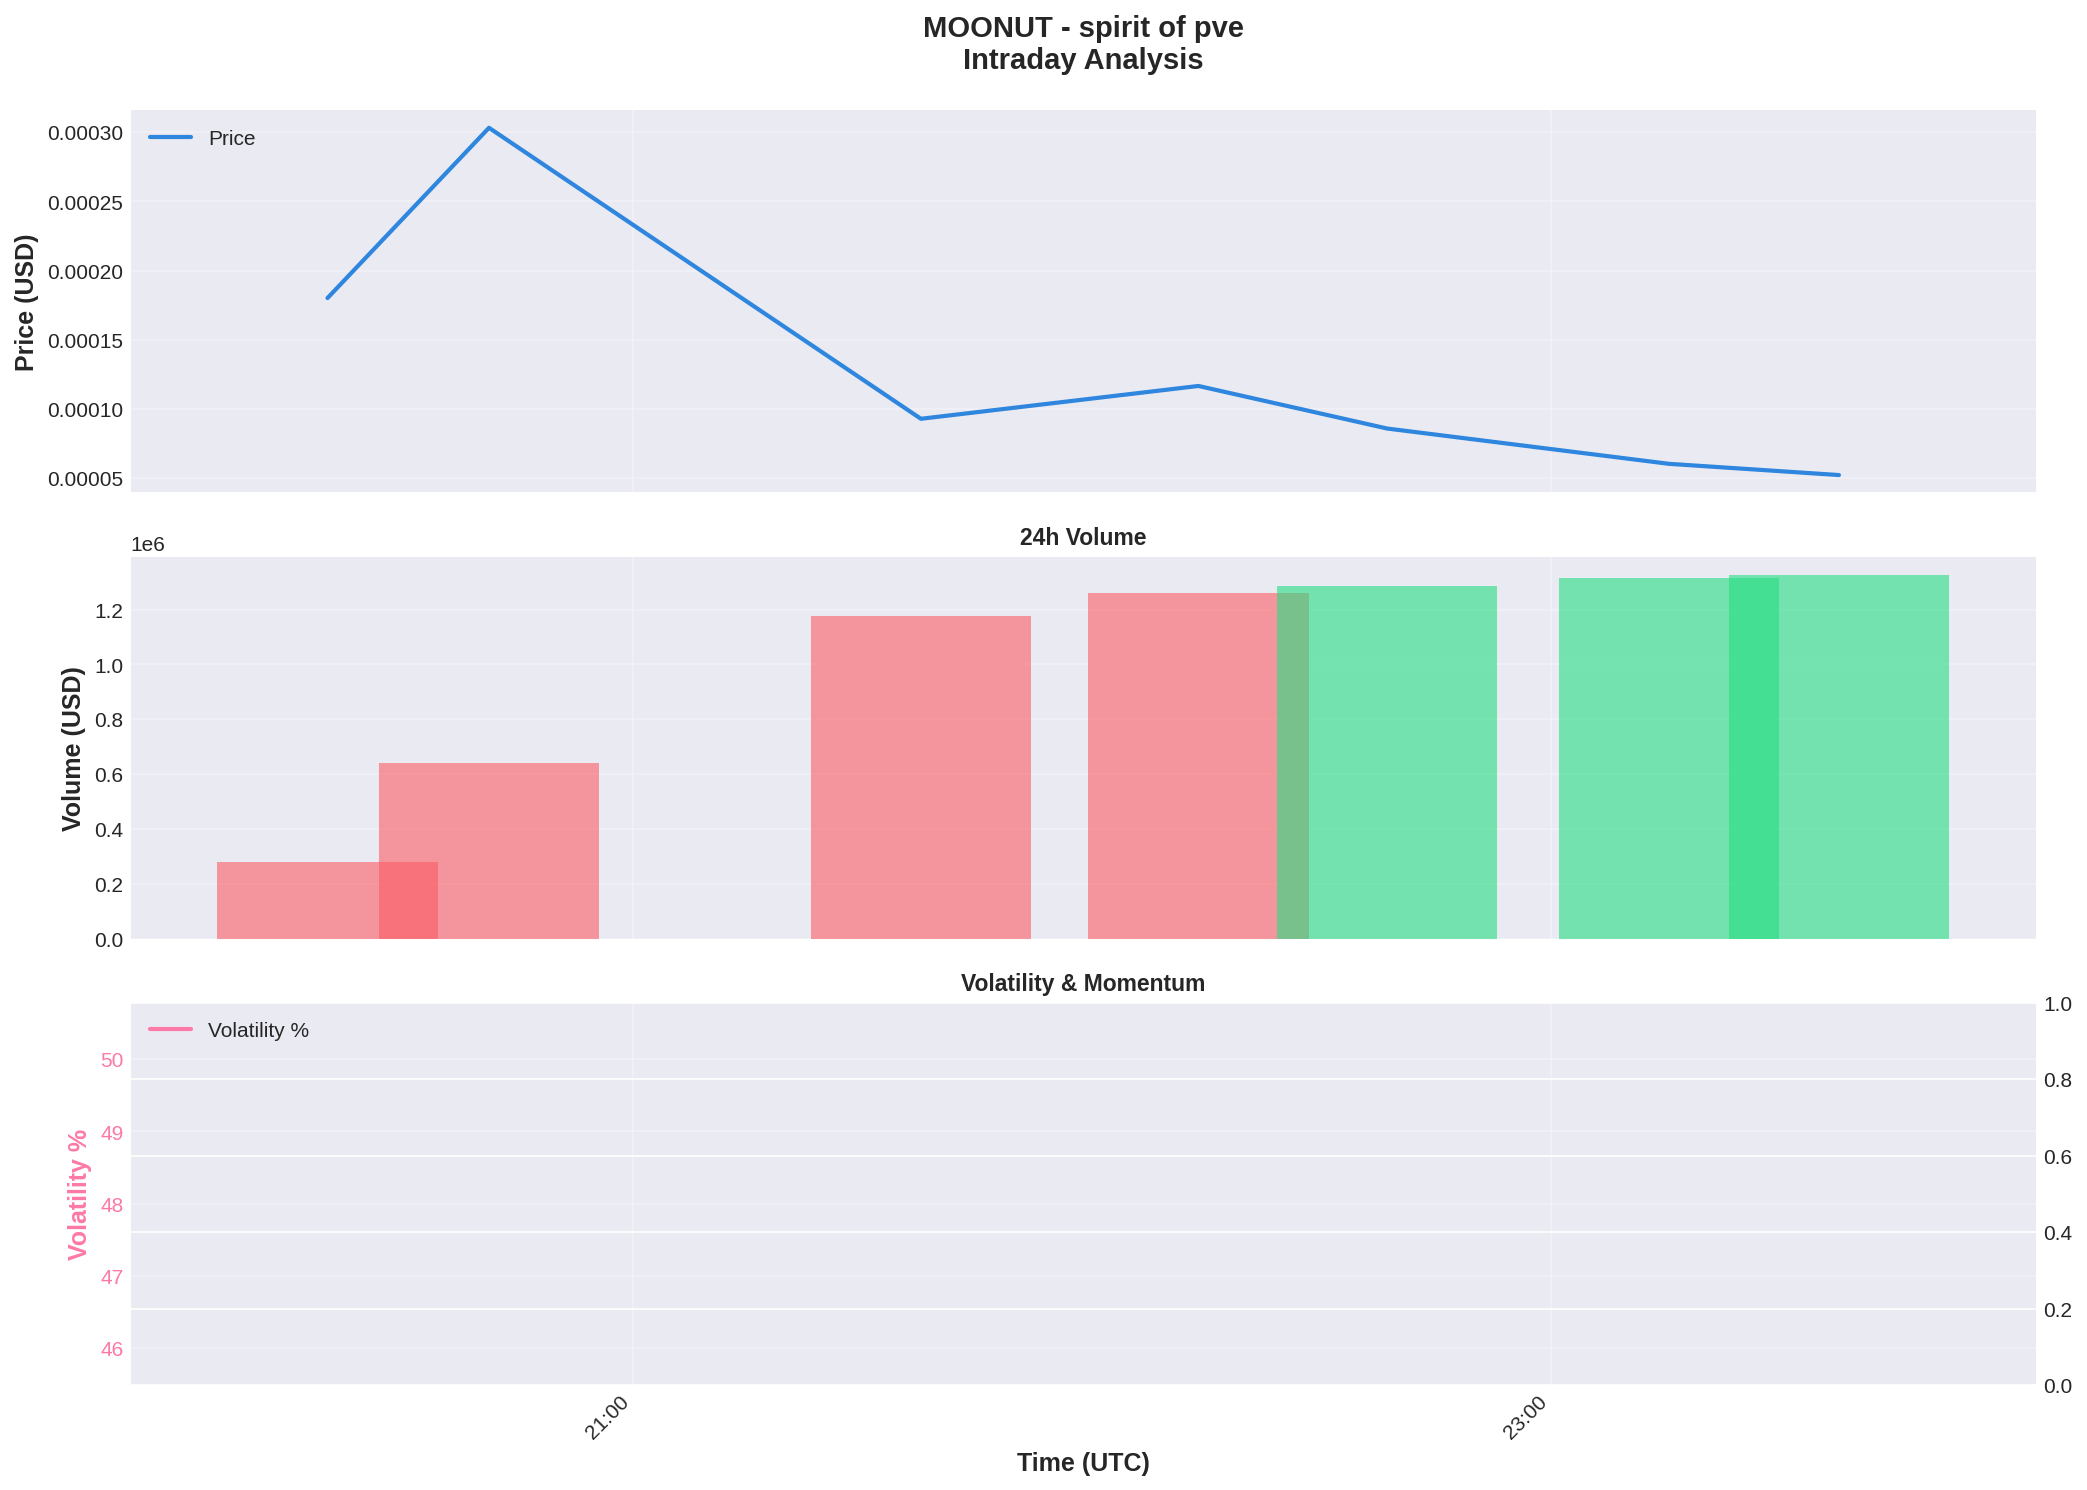 MOONUT - spirit of pve
Intraday Analysis
Price
Price (USD)
0.00030
0.00025
0.00020
0.00015
0.00010
0.00005
24h Volume
1e6
Volume (USD)
1.2
1.0
0.8
0.6
0.4
0.2
0.0
Volatility & Momentum
Volatility %
Volatility %
50
49
48
47
46
1.0
0.8
0.6
0.4
0.2
0.0
21:00
23:00
Time (UTC)